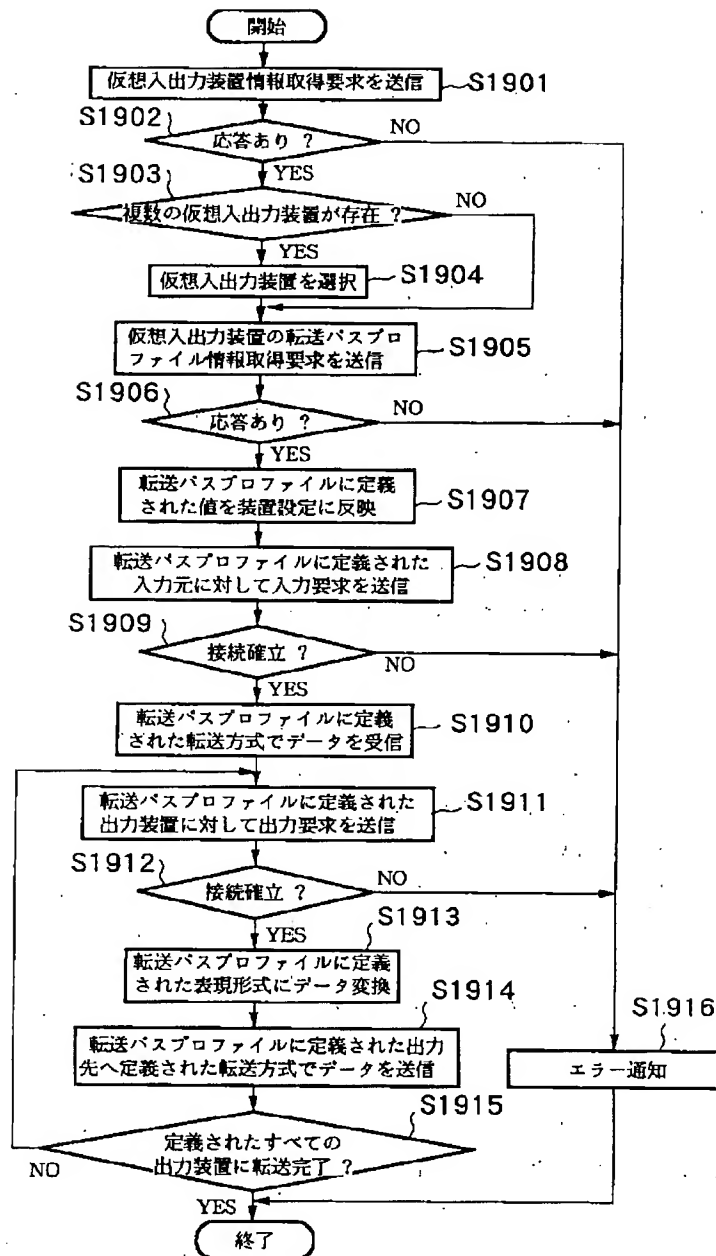 開始
仮想入出力装置情報取得要求を送信
S1901
S1902
応答あり ?
NO
YES
S1903
複数の仮想入出力装置が存在 ?
NO
YES
仮想入出力装置を選択
S1904
仮想入出力装置の転送パスプロ
ファイル情報取得要求を送信
S1905
S1906
応答あり ?
NO
YES
転送パスプロファイルに定義
された値を装置設定に反映
S1907
転送パスプロファイルに定義された
入力元に対して入力要求を送信
S1908
S1909
接続確立 ?
NO
YES
転送パスプロファイルに定義
された転送方式でデータを受信
S1910
転送パスプロファイルに定義された
出力装置に対して出力要求を送信
S1911
S1912
接続確立 ?
NO
YES
S1913
転送パスプロファイルに定義
された表現形式にデータ変換
S1914
転送パスプロファイルに定義された出力
先へ定義された転送方式でデータを送信
S1916
エラー通知
S1915
定義されたすべての
出力装置に転送完了 ?
NO
YES
終了